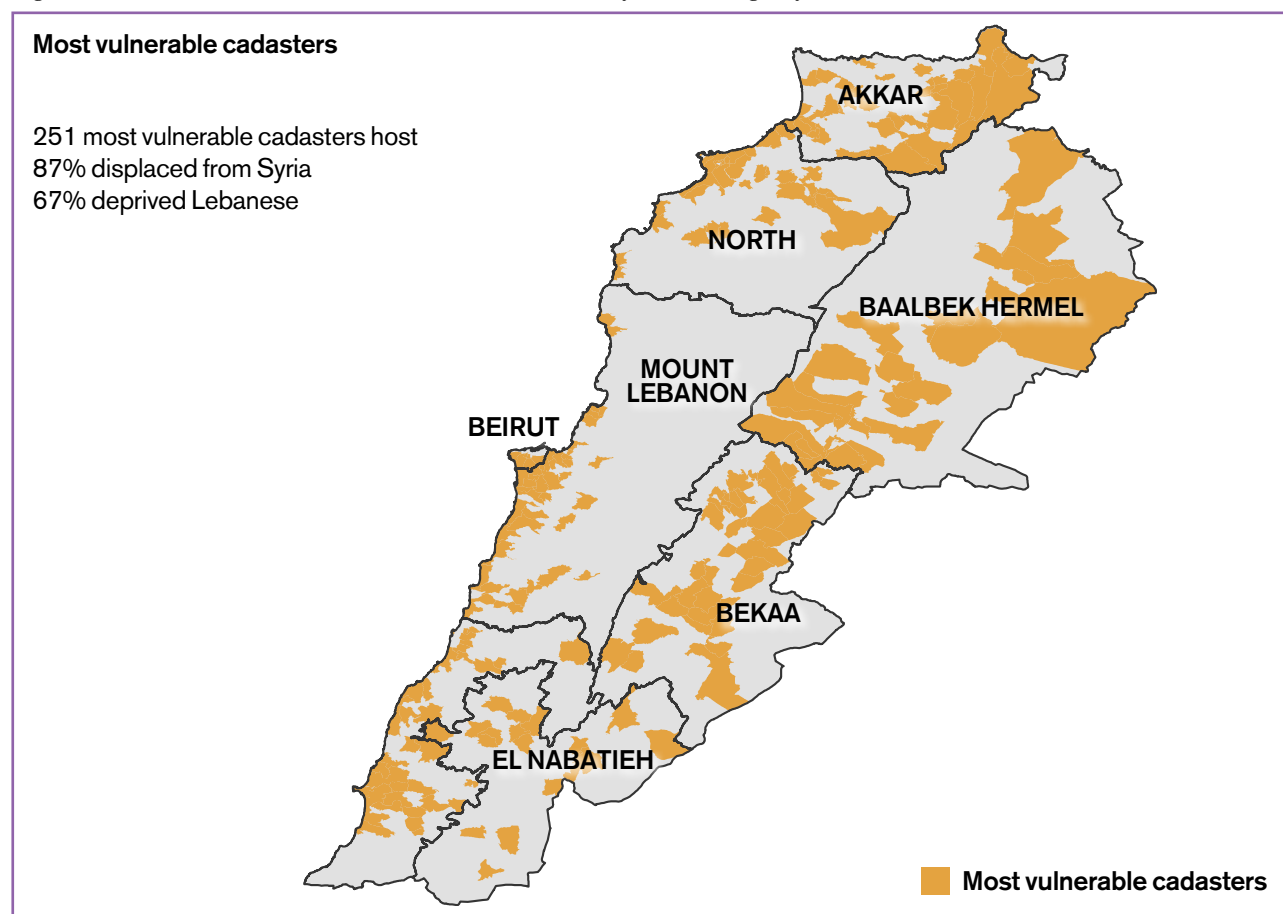 Most vulnerable cadasters
251 most vulnerable cadasters host
87% displaced from Syria
67% deprived Lebanese
AKKAR
NORTH
BAALBEK HERMEL
MOUNT
LEBANON
BEIRUT
BEKAA
EL NABATIEH
Most vulnerable cadasters